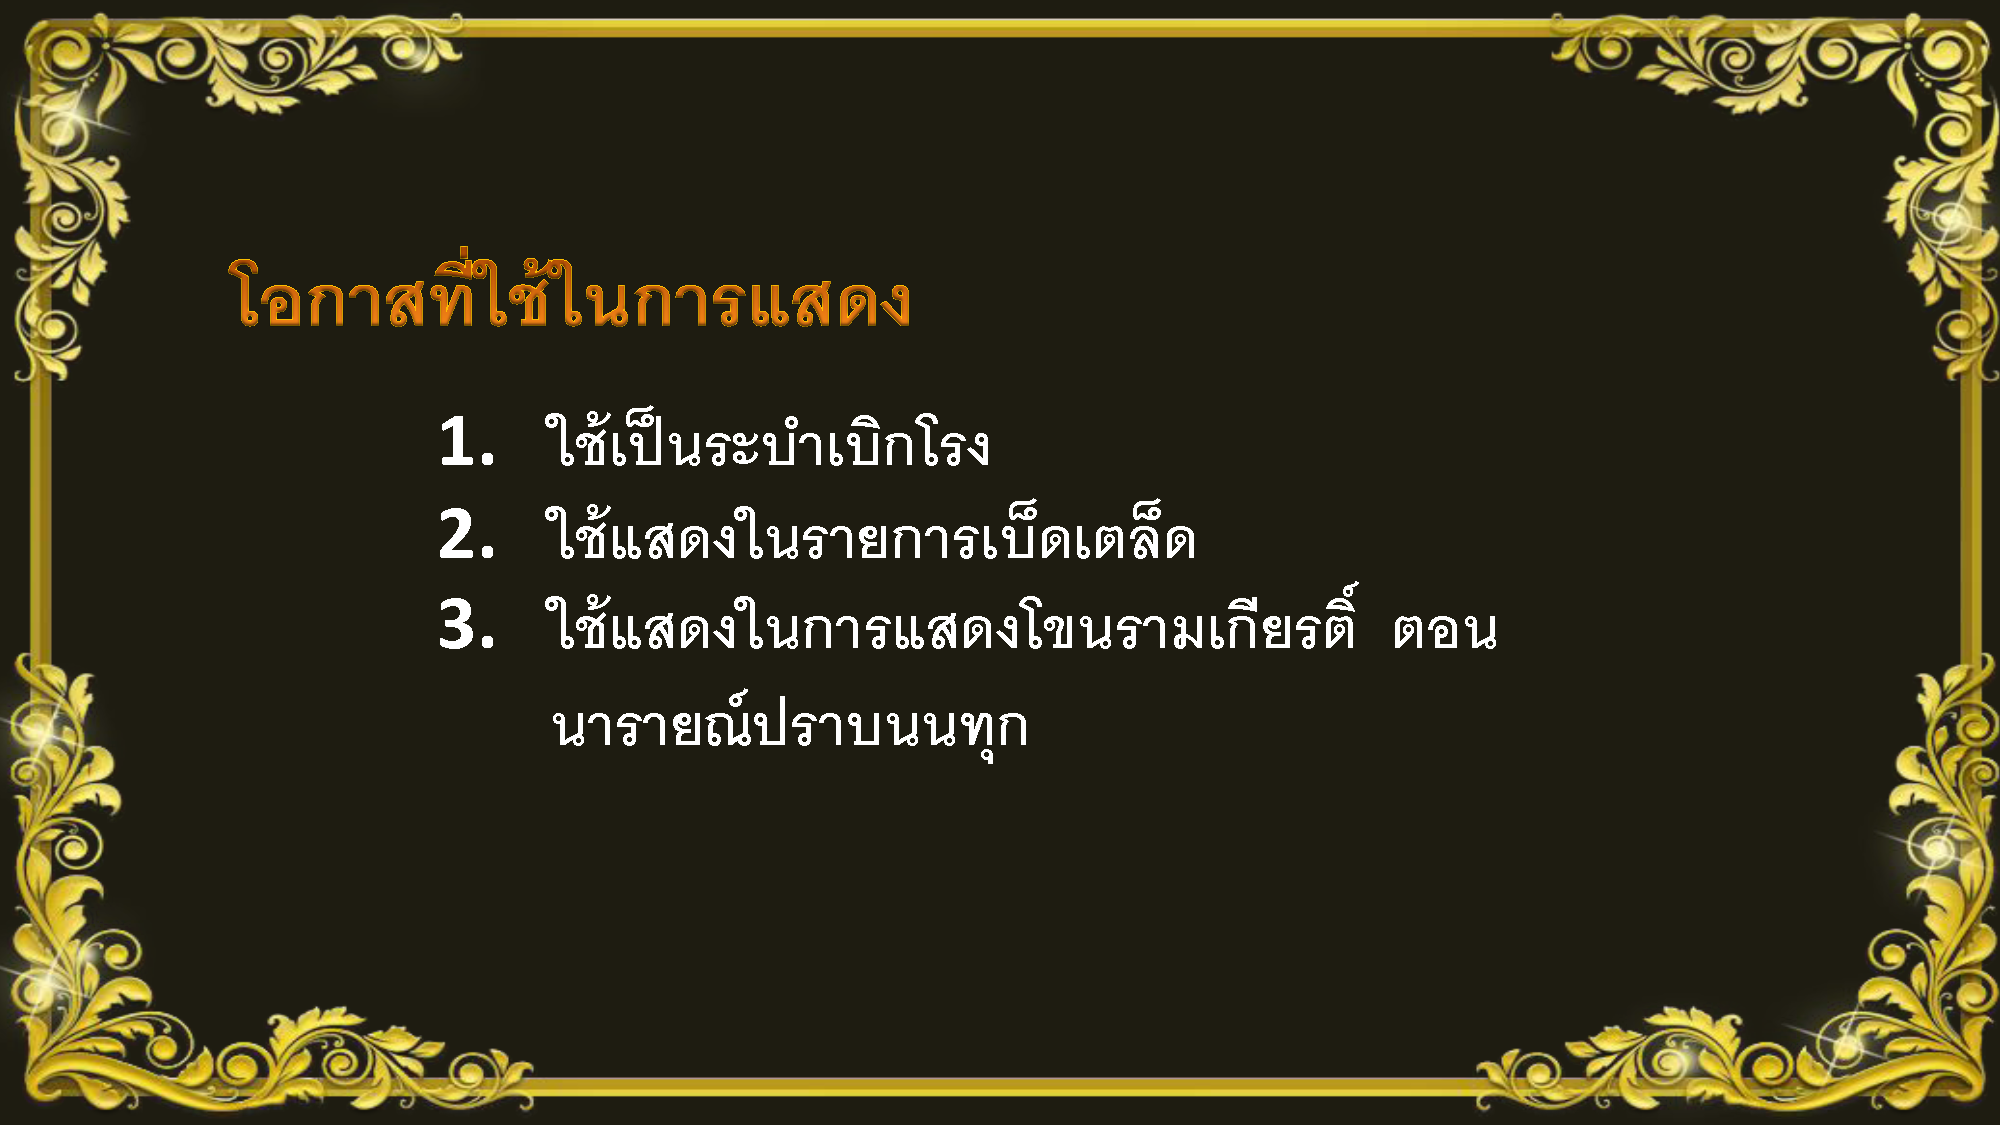 โอกาสที่ใช้ในการแสดง
1. ใช้เป็นระบำเบิกโรง
2. ใช้แสดงในรายการเบ็ดเตล็ด
3. ใช้แสดงในการแสดงโขนรามเกียรติ์ ตอน
นารายณ์ปราบนนทุก